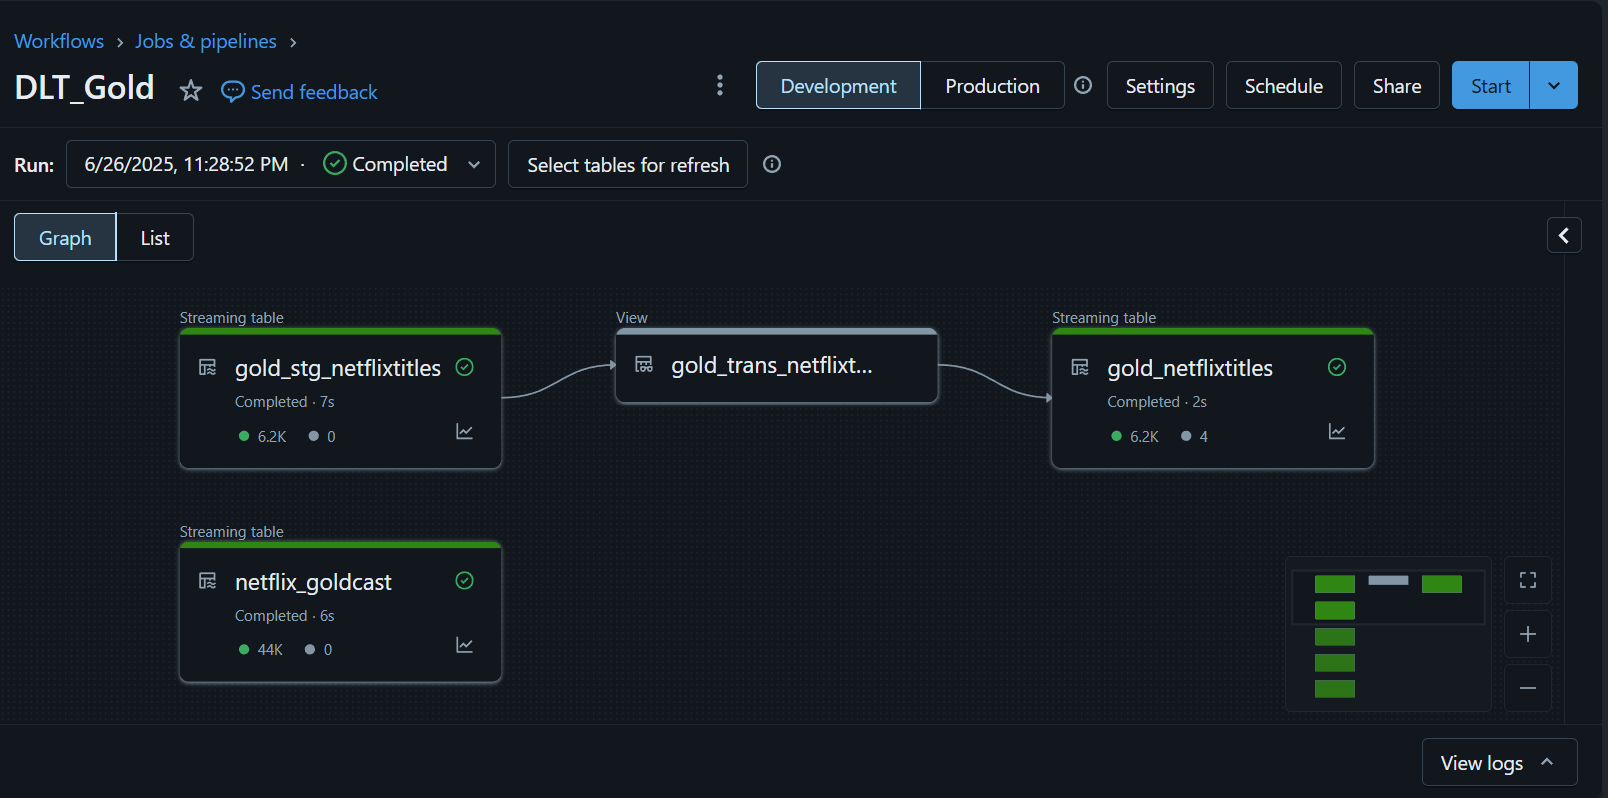 Workflows > Jobs & pipelines >
DLT_Gold Send feedback Development Production Settings Schedule Share Start
Run: 6/26/2025, 11:28:52 PM · Completed Select tables for refresh
Graph List
Streaming table View Streaming table
gold_stg_netflixtitles gold_trans_netflixt... gold_netflixtitles
Completed · 7s Completed · 2s
6.2K 0 6.2K 4
Streaming table
netflix_goldcast
Completed · 6s
44K 0
View logs